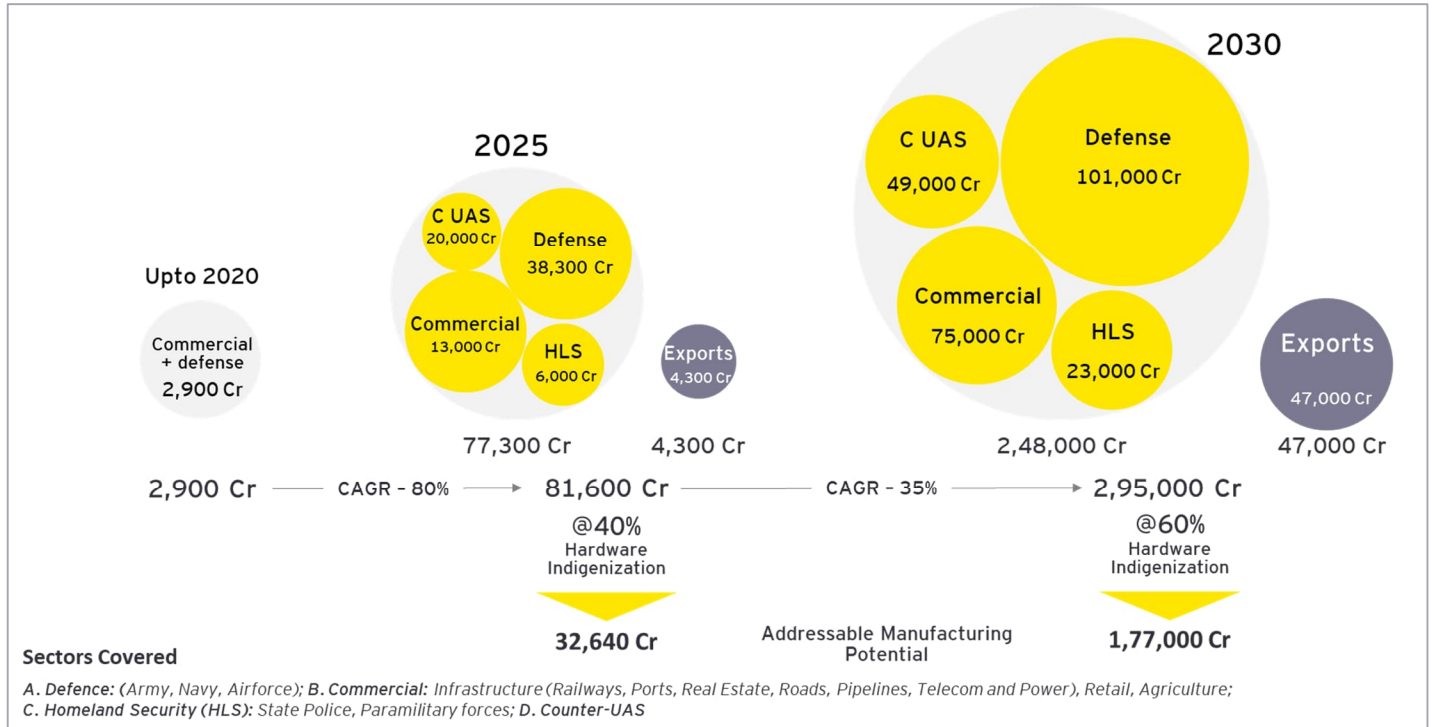 2030
2025
Upto 2020
Commercial
+ defense
2,900 Cr
C UAS
20,000 Cr
Defense
38,300 Cr
Commercial
13,000 Cr
HLS
6,000 Cr
Exports
4,300 Cr
C UAS
49,000 Cr
Defense
101,000 Cr
Commercial
75,000 Cr
HLS
23,000 Cr
Exports
47,000 Cr
77,300 Cr
4,300 Cr
2,48,000 Cr
47,000 Cr
2,900 Cr
CAGR – 80%
81,600 Cr
CAGR – 35%
2,95,000 Cr
@40%
Hardware
Indigenization
@60%
Hardware
Indigenization
32,640 Cr
Addressable Manufacturing
Potential
1,77,000 Cr
Sectors Covered
A. Defence: (Army, Navy, Airforce); B. Commercial: Infrastructure (Railways, Ports, Real Estate, Roads, Pipelines, Telecom and Power), Retail, Agriculture;
C. Homeland Security (HLS): State Police, Paramilitary forces; D. Counter-UAS